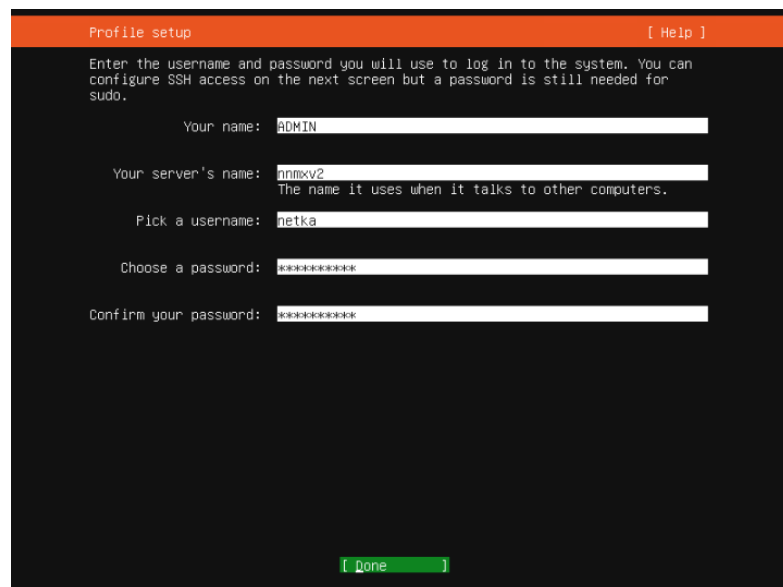 Profile setup [ Help ]
Enter the username and password you will use to log in to the system. You can
configure SSH access on the next screen but a password is still needed for
sudo.
Your name: ADMIN
Your server's name: nnmxv2
The name it uses when it talks to other computers.
Pick a username: netka
Choose a password: **********
Confirm your password: **********
[ Done ]